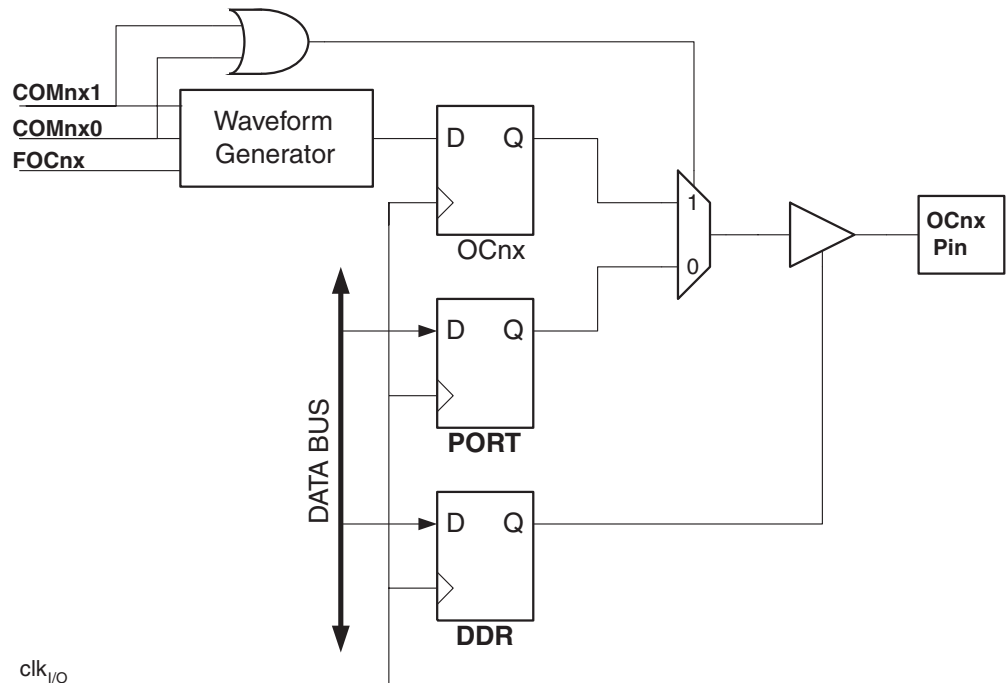 COMnx1
COMnx0
FOCnx
Waveform
Generator
D Q
OCnx
1
0
OCnx
Pin
D Q
PORT
DATA BUS
D Q
DDR
clkI/O